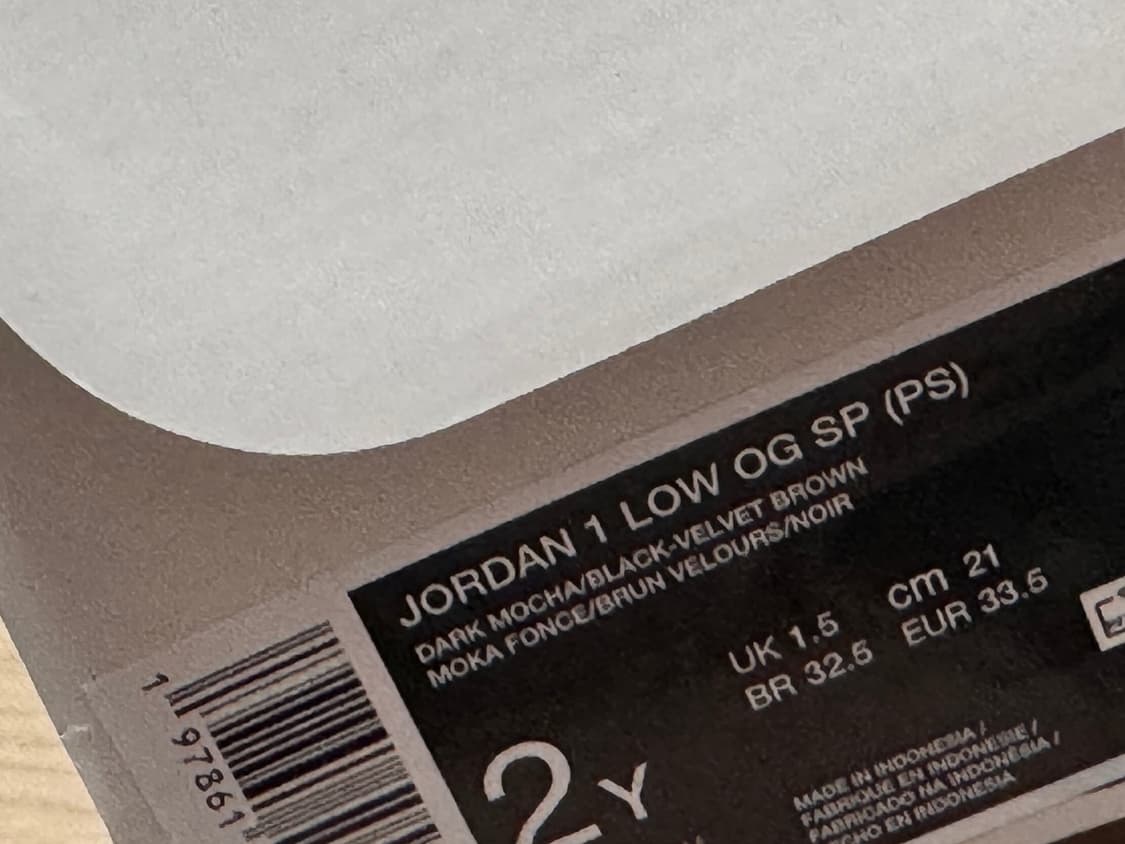 JORDAN 1 LOW OG SP (PS)
DARK MOCHA/BLACK-VELVET BROWN
MOKA FONCE/BRUN VELOURS/NOIR
UK 1.5 cm 21
BR 32.5 EUR 33.5
2Y
MADE IN INDONESIA /
FABRIQUE EN INDONESIE /
FABRICADO NA INDONÉSIA /
EN INDONESIA
1 97861